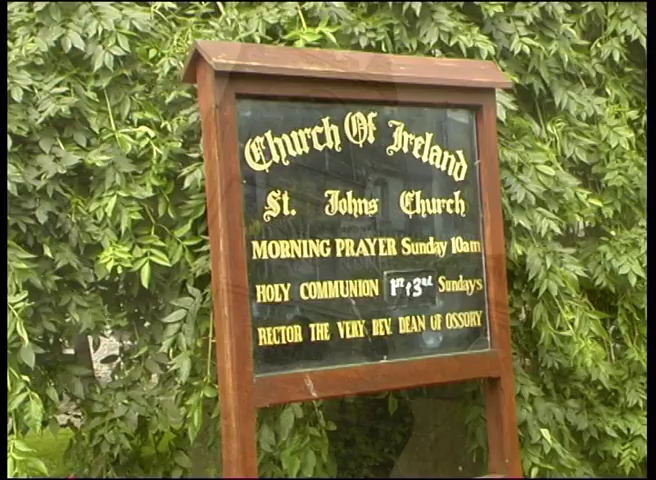 Church Of Ireland
St. Johns Church
MORNING PRAYER Sunday 10am
HOLY COMMUNION 1st + 3rd Sundays
RECTOR THE VERY REV. DEAN OF OSSORY